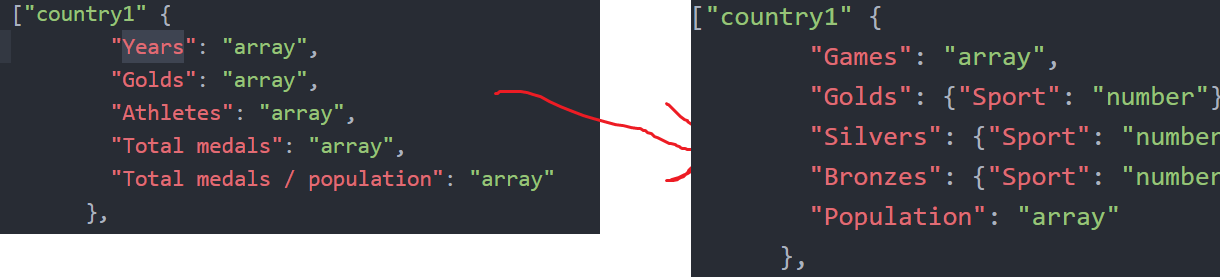 ["country1" {
"Years": "array",
"Golds": "array",
"Athletes": "array",
"Total medals": "array",
"Total medals / population": "array"
},
["country1" {
"Games": "array",
"Golds": {"Sport": "number"}
"Silvers": {"Sport": "number
"Bronzes": {"Sport": "number
"Population": "array"
},